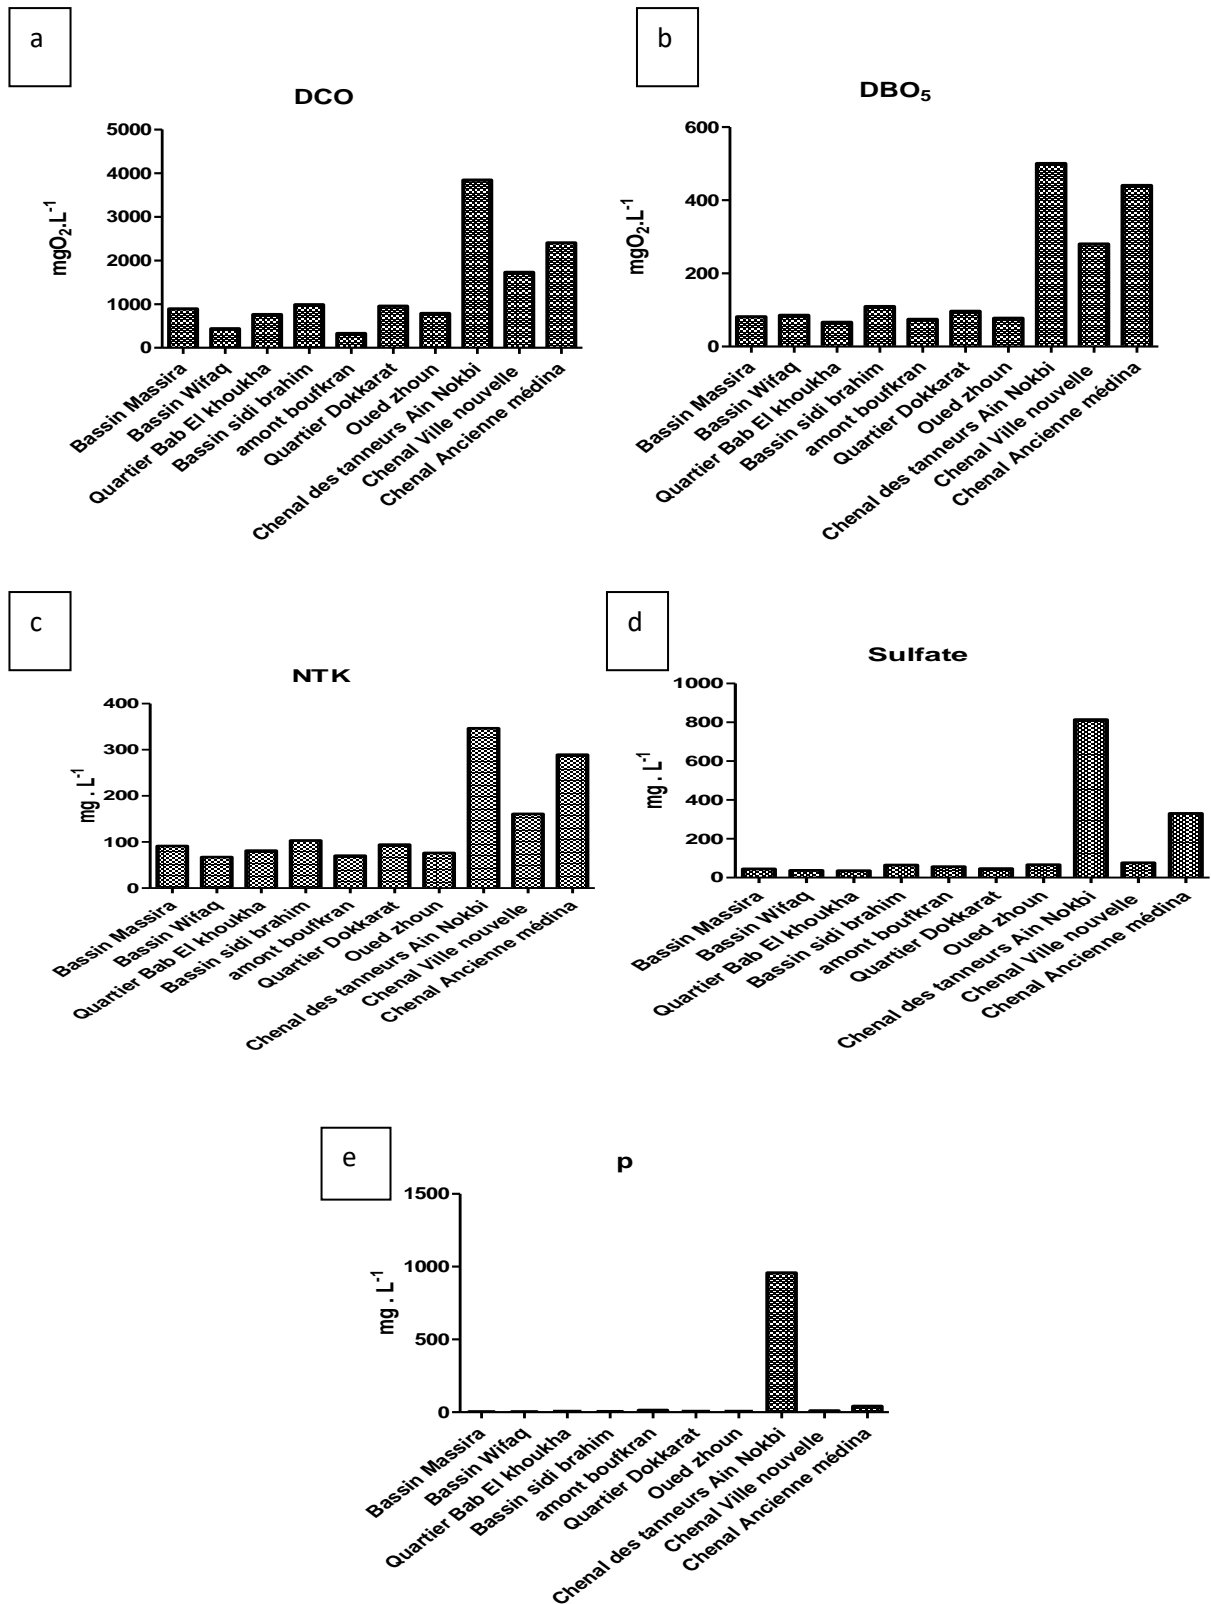 a
DCO
mgO₂.L⁻¹
5000
4000
3000
2000
1000
0
Bassin Massira
Bassin Wifaq
Quartier Bab El khoukha
Bassin sidi brahim
amont boufkran
Quartier Dokkarat
Oued zhoun
Chenal des tanneurs Ain Nokbi
Chenal Ville nouvelle
Chenal Ancienne médina
b
DBO₅
mgO₂.L⁻¹
600
400
200
0
Bassin Massira
Bassin Wifaq
Quartier Bab El khoukha
Bassin sidi brahim
amont boufkran
Quartier Dokkarat
Oued zhoun
Chenal des tanneurs Ain Nokbi
Chenal Ville nouvelle
Chenal Ancienne médina
c
NTK
mg . L⁻¹
400
300
200
100
0
Bassin Massira
Bassin Wifaq
Quartier Bab El khoukha
Bassin sidi brahim
amont boufkran
Quartier Dokkarat
Oued zhoun
Chenal des tanneurs Ain Nokbi
Chenal Ville nouvelle
Chenal Ancienne médina
d
Sulfate
mg . L⁻¹
1000
800
600
400
200
0
Bassin Massira
Bassin Wifaq
Quartier Bab El khoukha
Bassin sidi brahim
amont boufkran
Quartier Dokkarat
Oued zhoun
Chenal des tanneurs Ain Nokbi
Chenal Ville nouvelle
Chenal Ancienne médina
e
p
mg . L⁻¹
1500
1000
500
0
Bassin Massira
Bassin Wifaq
Quartier Bab El khoukha
Bassin sidi brahim
amont boufkran
Quartier Dokkarat
Oued zhoun
Chenal des tanneurs Ain Nokbi
Chenal Ville nouvelle
Chenal Ancienne médina